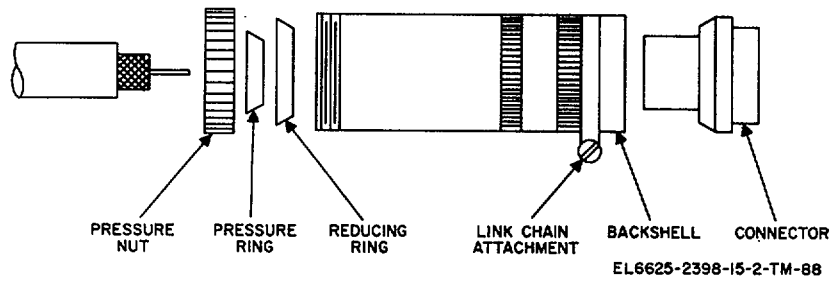 PRESSURE
NUT
PRESSURE
RING
REDUCING
RING
LINK CHAIN
ATTACHMENT
BACKSHELL
CONNECTOR
EL6625-2398-15-2-TM-88